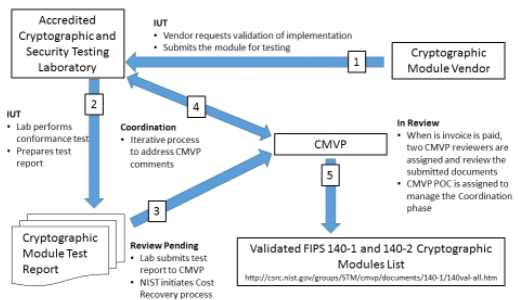 Accredited
Cryptographic and
Security Testing
Laboratory
IUT
• Vendor requests validation of implementation
• Submits the module for testing
1
Cryptographic
Module Vendor
2
4
IUT
• Lab performs
conformance test
• Prepares test
report
Coordination
• Iterative process
to address CMVP
comments
CMVP
In Review
• When is invoice is paid,
two CMVP reviewers are
assigned and review the
submitted documents
• CMVP POC is assigned to
manage the Coordination
phase
5
3
Cryptographic
Module Test
Report
Review Pending
• Lab submits test
report to CMVP
• NIST initiates Cost
Recovery process
Validated FIPS 140-1 and 140-2 Cryptographic
Modules List
http://csrc.nist.gov/groups/STM/cmvp/documents/140-1/140val-all.htm